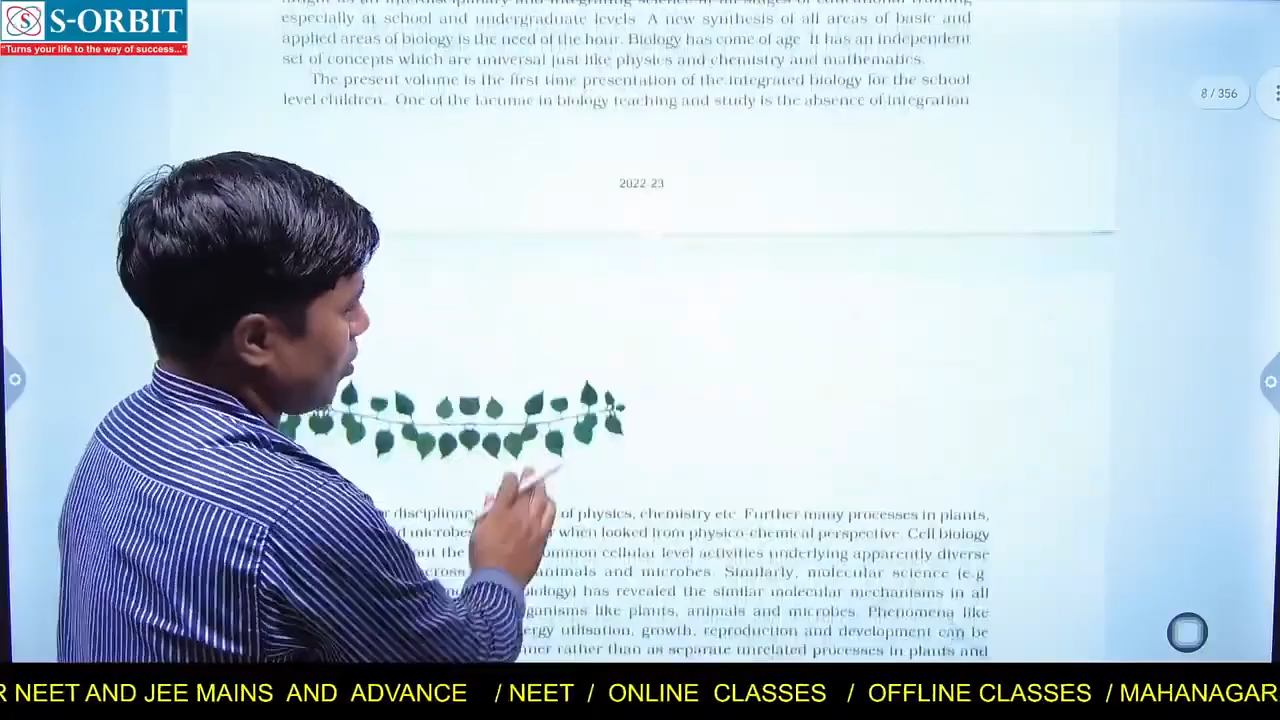 S-ORBIT
"Turns your life to the way of success..."
especially at school and undergraduate levels. A new synthesis of all areas of basic and
applied areas of biology is the need of the hour. Biology has come of age. It has an independent
set of concepts which are universal just like physics and chemistry and mathematics.
The present volume is the first time presentation of the integrated biology for the school
level children. One of the lacunae in biology teaching and study is the absence of integration
8 / 356
2022-23
disciplinary of physics, chemistry etc. Further many processes in plants,
microbes when looked from physico-chemical perspective. Cell biology
the common cellular level activities underlying apparently diverse
animals and microbes. Similarly, molecular science (e.g.
has revealed the similar molecular mechanisms in all
like plants, animals and microbes. Phenomena like
utilisation, growth, reproduction and development can be
rather than as separate unrelated processes in plants and
R NEET AND JEE MAINS AND ADVANCE / NEET / ONLINE CLASSES / OFFLINE CLASSES / MAHANAGAR